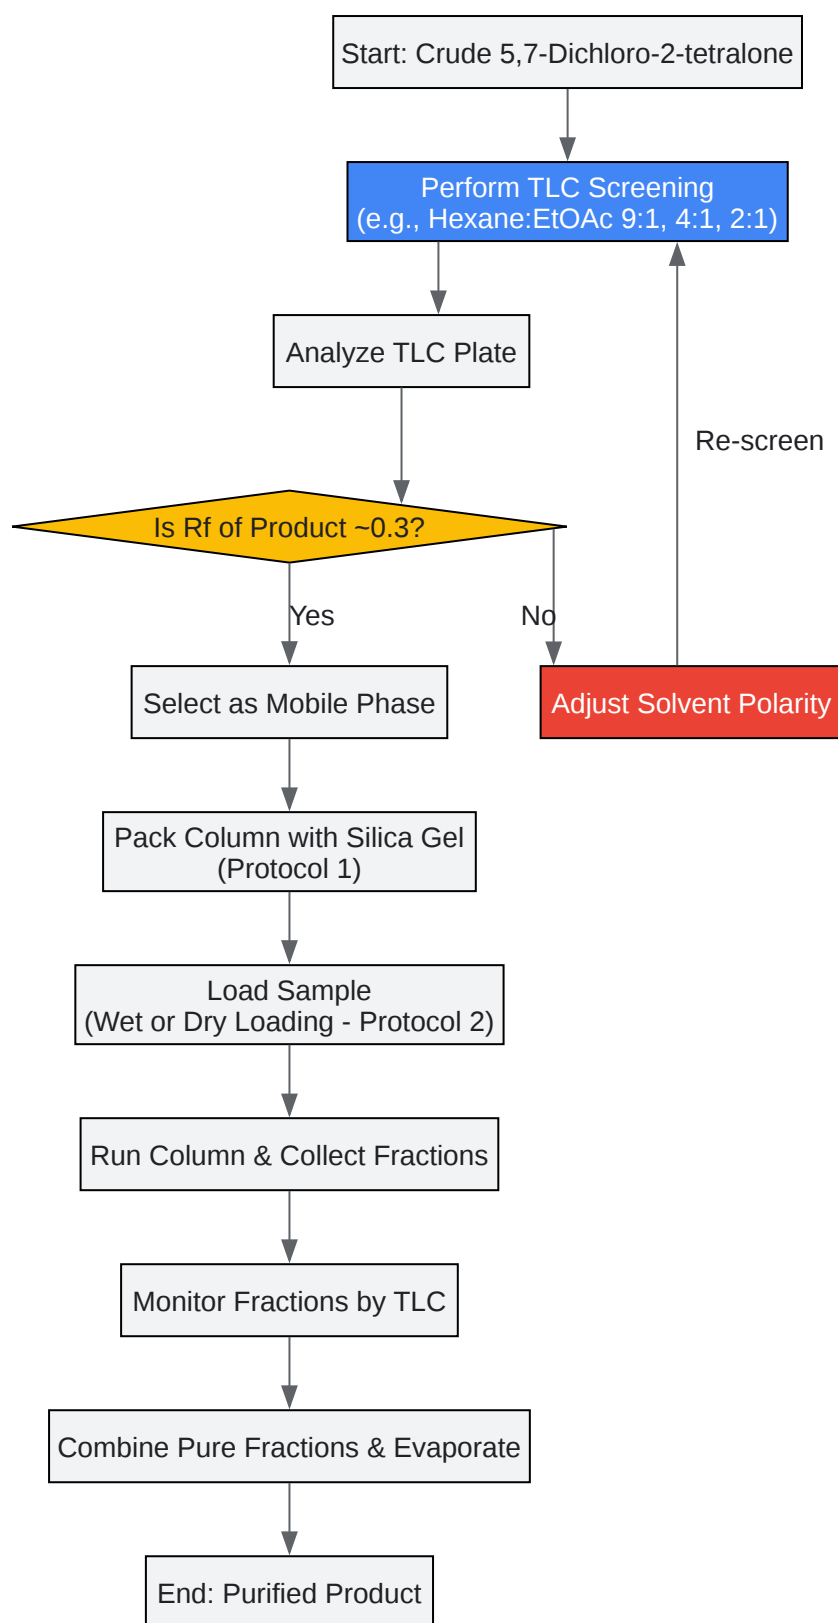 Start: Crude 5,7-Dichloro-2-tetralone
Perform TLC Screening
(e.g., Hexane:EtOAc 9:1, 4:1, 2:1)
Analyze TLC Plate
Re-screen
Is Rf of Product ~0.3?
Yes
No
Select as Mobile Phase
Adjust Solvent Polarity
Pack Column with Silica Gel
(Protocol 1)
Load Sample
(Wet or Dry Loading - Protocol 2)
Run Column & Collect Fractions
Monitor Fractions by TLC
Combine Pure Fractions & Evaporate
End: Purified Product